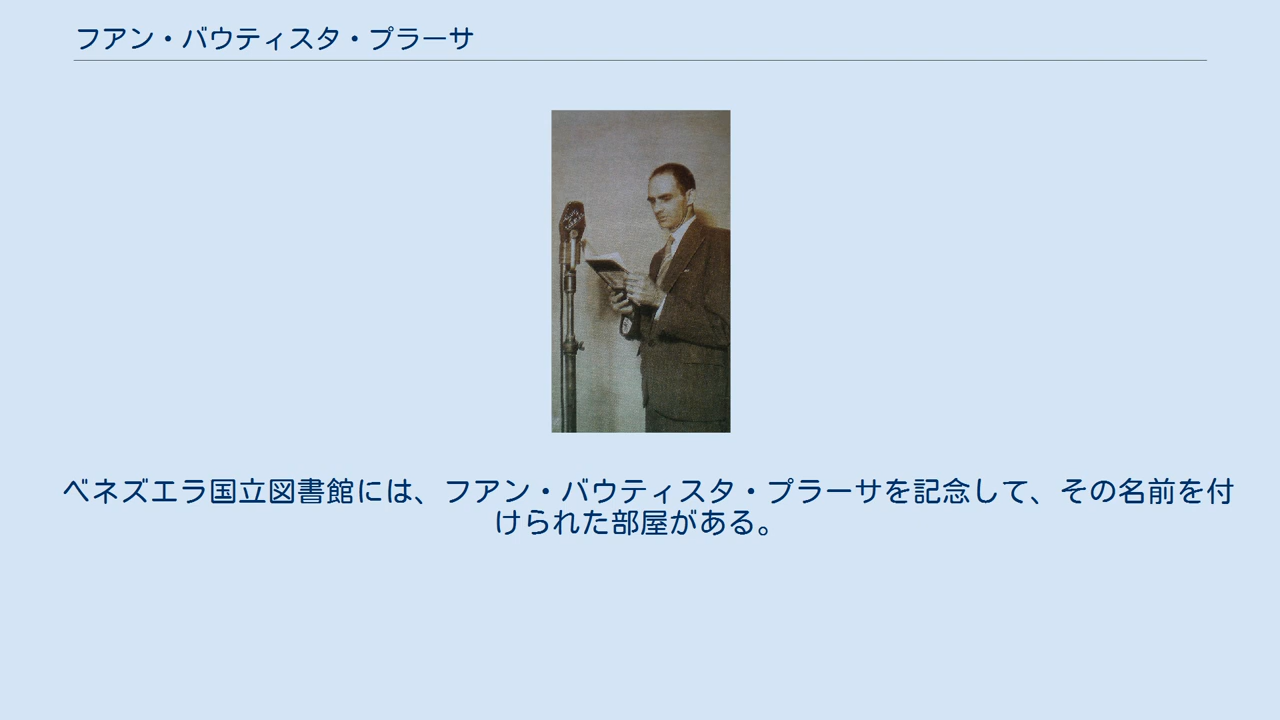 フアン・バウティスタ・プラーサ
ベネズエラ国立図書館には、フアン・バウティスタ・プラーサを記念して、その名前を付
けられた部屋がある。